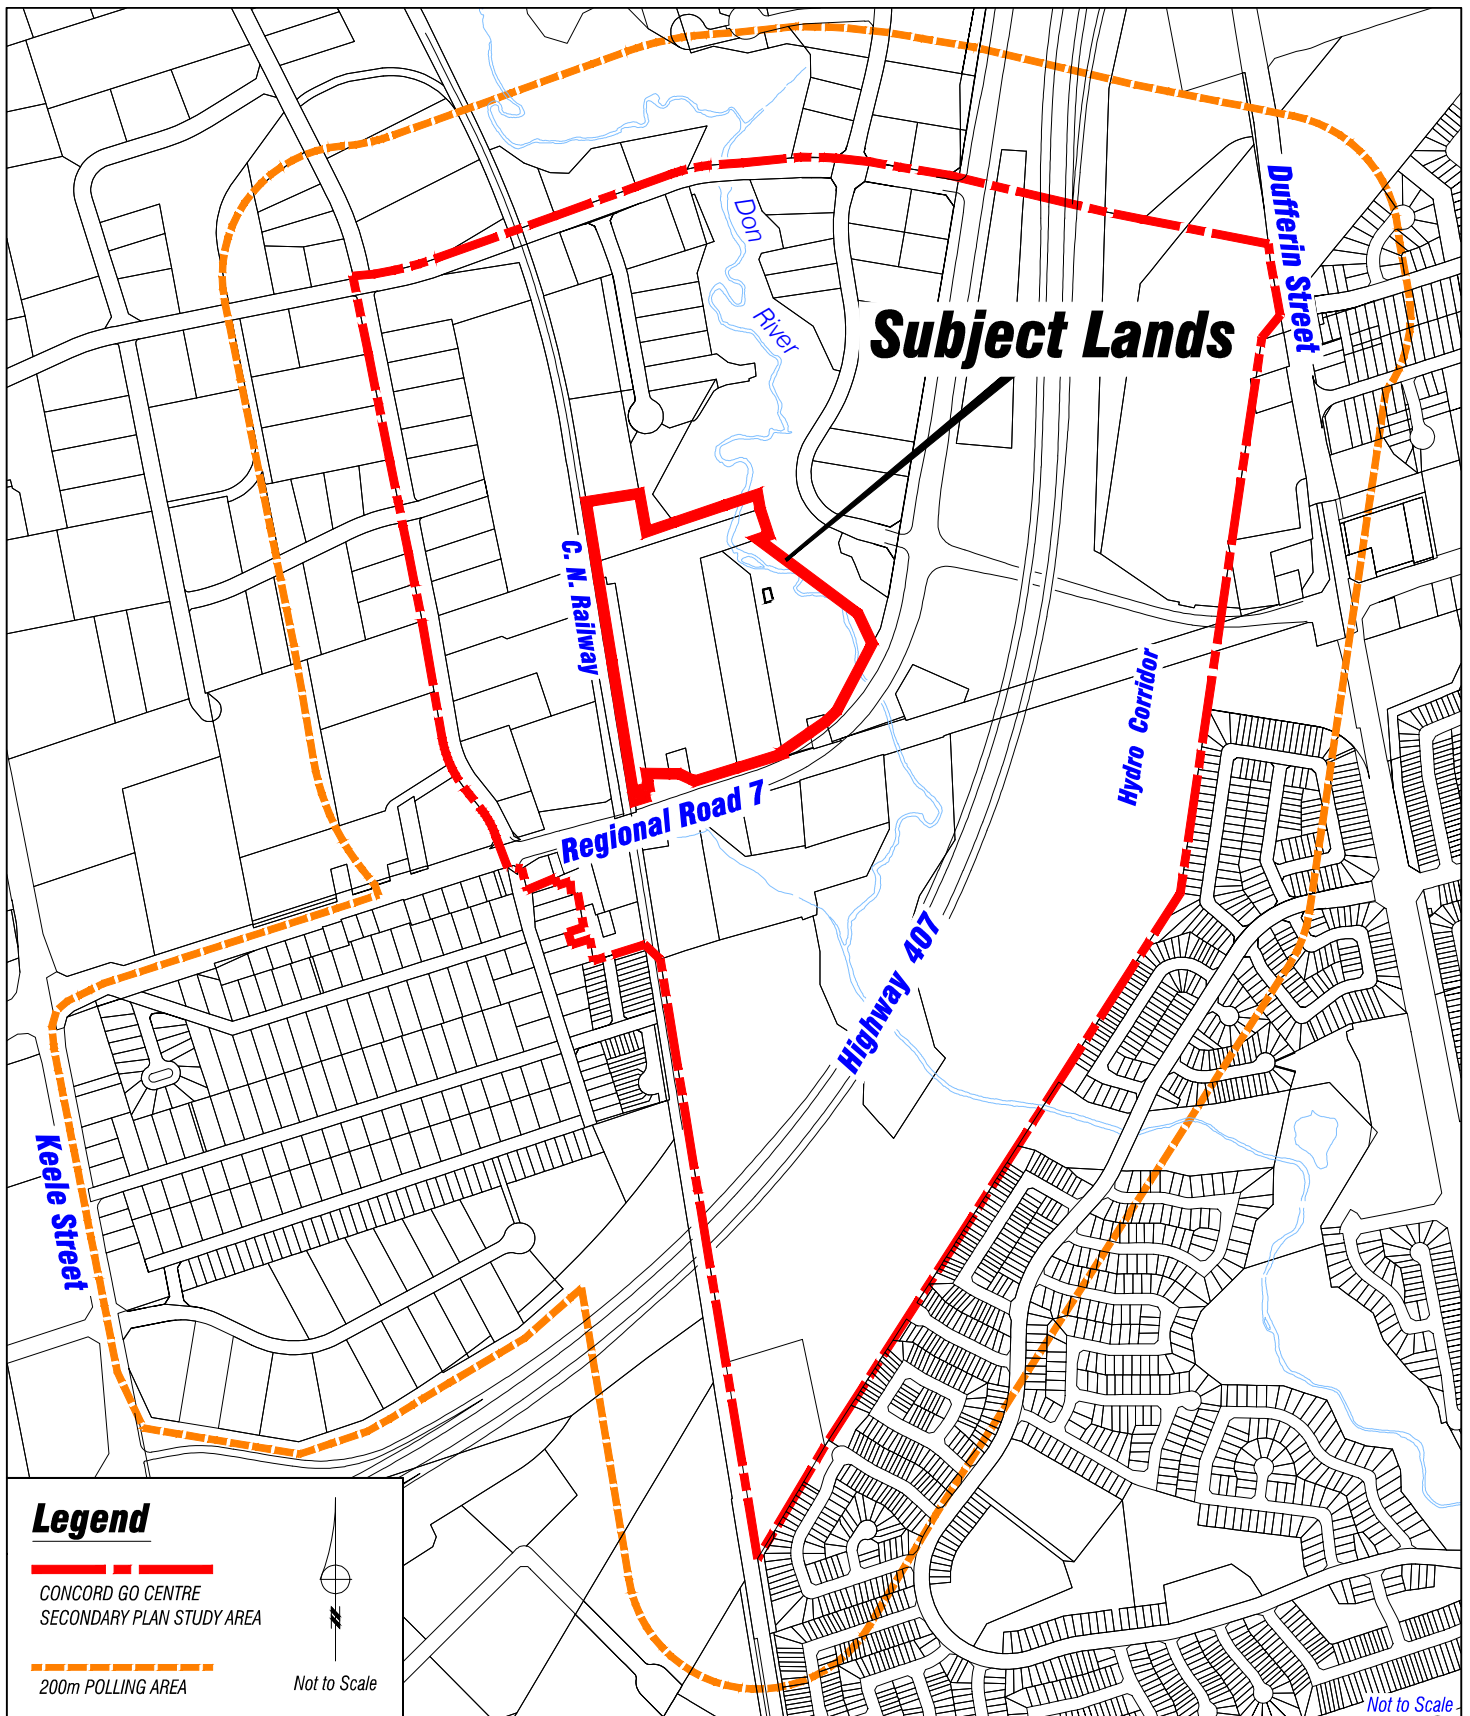 Don
River
Dufferin Street
Subject Lands
C. N. Railway
Hydro Corridor
Regional Road 7
Highway 407
Keele Street
Legend
CONCORD GO CENTRE
SECONDARY PLAN STUDY AREA
200m POLLING AREA
N
Not to Scale
Not to Scale